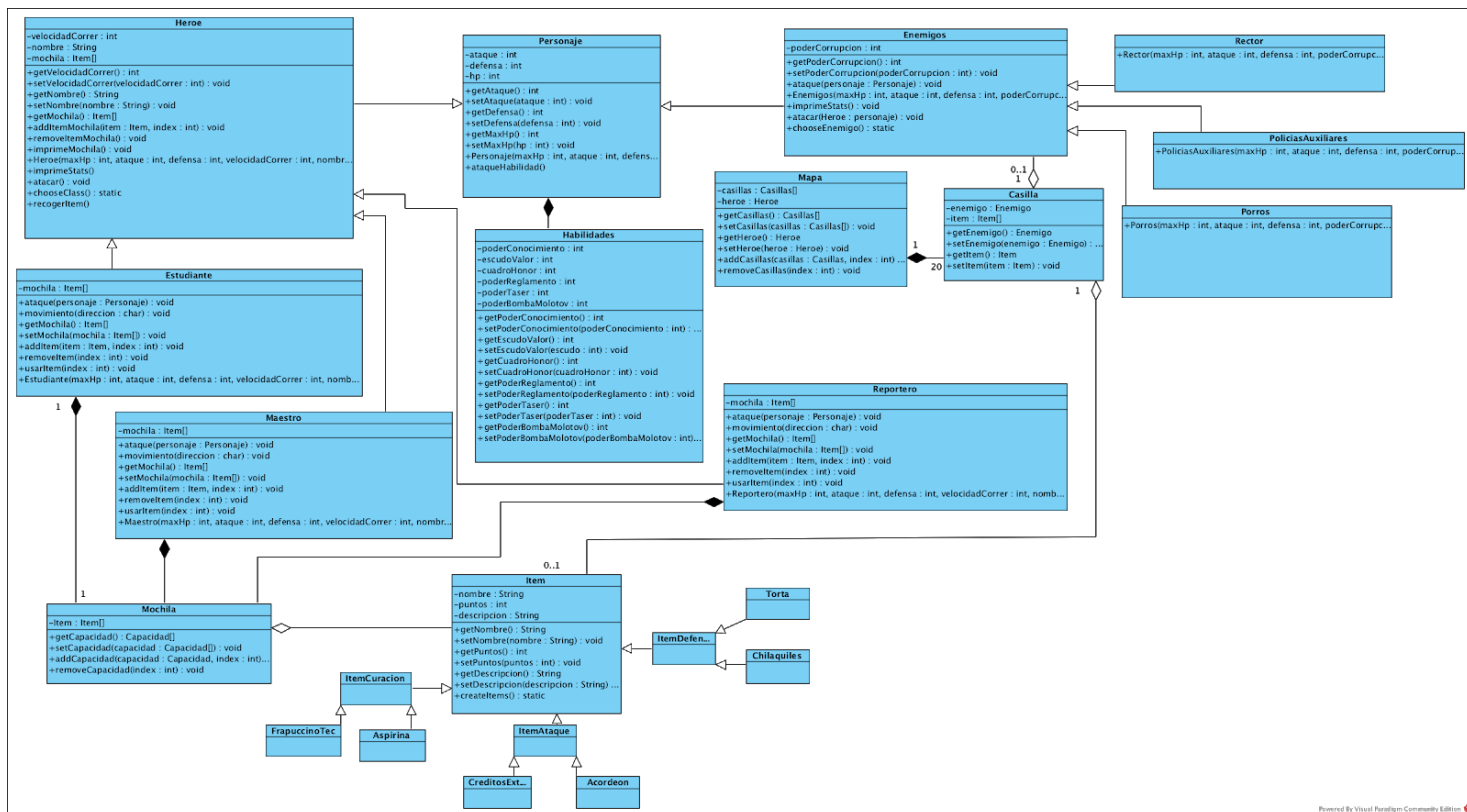 Heroe
-velocidadCorrer : int
-nombre : String
-mochila : Item[]
+getVelocidadCorrer() : int
+setVelocidadCorrer(velocidadCorrer : int) : void
+getNombre() : String
+setNombre(nombre : String) : void
+getMochila() : Item[]
+addItemMochila(item : Item, index : int) : void
+removeItemMochila() : void
+imprimeMochila() : void
+Heroe(maxHp : int, ataque : int, defensa : int, velocidadCorrer : int, nombr...
+imprimeStats()
+atacar() : void
+chooseClass() : static
+recogerItem()
Personaje
-ataque : int
-defensa : int
-hp : int
+getAtaque() : int
+setAtaque(ataque : int) : void
+getDefensa() : int
+setDefensa(defensa : int) : void
+getMaxHp() : int
+setMaxHp(hp : int) : void
+Personaje(maxHp : int, ataque : int, defens...
+ataqueHabilidad()
Enemigos
-poderCorrupcion : int
+getPoderCorrupcion() : int
+setPoderCorrupcion(poderCorrupcion : int) : void
+ataque(personaje : Personaje) : void
+Enemigos(maxHp : int, ataque : int, defensa : int, poderCorrupc...
+imprimeStats() : void
+atacar(Heroe : personaje) : void
+chooseEnemigo() : static
Rector
+Rector(maxHp : int, ataque : int, defensa : int, poderCorrupc...
PoliciasAuxiliares
+PoliciasAuxiliares(maxHp : int, ataque : int, defensa : int, poderCorrup...
Porros
+Porros(maxHp : int, ataque : int, defensa : int, poderCorrupc...
0..1
1
Mapa
-casillas : Casillas[]
-heroe : Heroe
+getCasillas() : Casillas[]
+setCasillas(casillas : Casillas[]) : void
+getHeroe() : Heroe
+setHeroe(heroe : Heroe) : void
+addCasillas(casillas : Casillas, index : int) ...
+removeCasillas(index : int) : void
1
20
Casilla
-enemigo : Enemigo
-item : Item[]
+getEnemigo() : Enemigo
+setEnemigo(enemigo : Enemigo) : ...
+getItem() : Item
+setItem(item : Item) : void
1
Habilidades
-poderConocimiento : int
-escudoValor : int
-cuadroHonor : int
-poderReglamento : int
-poderTaser : int
-poderBombaMolotov : int
+getPoderConocimiento() : int
+setPoderConocimiento(poderConocimiento : int) : ...
+getEscudoValor() : int
+setEscudoValor(escudo : int) : void
+getCuadroHonor() : int
+setCuadroHonor(cuadroHonor : int) : void
+getPoderReglamento() : int
+setPoderReglamento(poderReglamento : int) : void
+getPoderTaser() : int
+setPoderTaser(poderTaser : int) : void
+getPoderBombaMolotov() : int
+setPoderBombaMolotov(poderBombaMolotov : int)...
Estudiante
-mochila : Item[]
+ataque(personaje : Personaje) : void
+movimiento(direccion : char) : void
+getMochila() : Item[]
+setMochila(mochila : Item[]) : void
+addItem(item : Item, index : int) : void
+removeItem(index : int) : void
+usarItem(index : int) : void
+Estudiante(maxHp : int, ataque : int, defensa : int, velocidadCorrer : int, nomb...
1
Maestro
-mochila : Item[]
+ataque(personaje : Personaje) : void
+movimiento(direccion : char) : void
+getMochila() : Item[]
+setMochila(mochila : Item[]) : void
+addItem(item : Item, index : int) : void
+removeItem(index : int) : void
+usarItem(index : int) : void
+Maestro(maxHp : int, ataque : int, defensa : int, velocidadCorrer : int, nombr...
Reportero
-mochila : Item[]
+ataque(personaje : Personaje) : void
+movimiento(direccion : char) : void
+getMochila() : Item[]
+setMochila(mochila : Item[]) : void
+addItem(item : Item, index : int) : void
+removeItem(index : int) : void
+usarItem(index : int) : void
+Reportero(maxHp : int, ataque : int, defensa : int, velocidadCorrer : int, nomb...
1
Mochila
-Item : Item[]
+getCapacidad() : Capacidad[]
+setCapacidad(capacidad : Capacidad[]) : void
+addCapacidad(capacidad : Capacidad, index : int)...
+removeCapacidad(index : int) : void
0..1
Item
-nombre : String
-puntos : int
-descripcion : String
+getNombre() : String
+setNombre(nombre : String) : void
+getPuntos() : int
+setPuntos(puntos : int) : void
+getDescripcion() : String
+setDescripcion(descripcion : String) ...
+createItems() : static
Torta
ItemDefen...
Chilaquiles
ItemCuracion
FrapuccinoTec
Aspirina
ItemAtaque
CreditosExt...
Acordeon
Powered By Visual Paradigm Community Edition